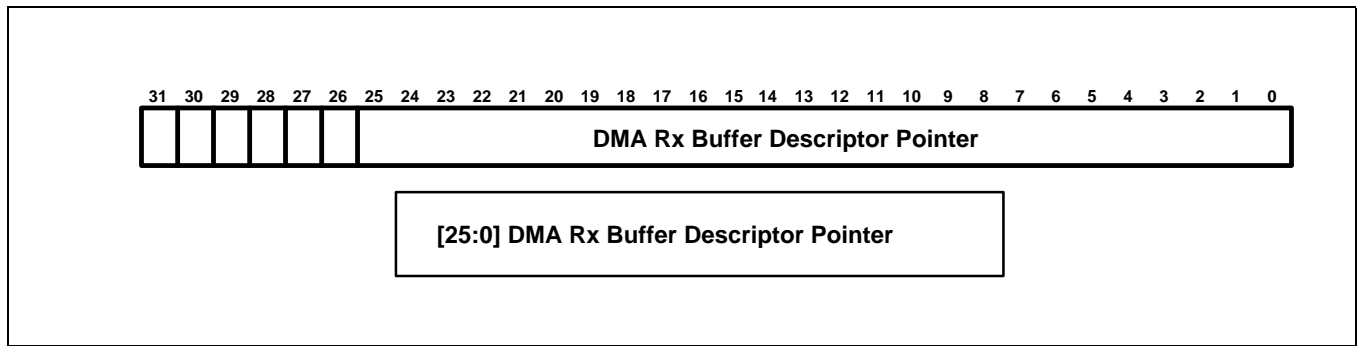 31 30 29 28 27 26 25 24 23 22 21 20 19 18 17 16 15 14 13 12 11 10 9 8 7 6 5 4 3 2 1 0
DMA Rx Buffer Descriptor Pointer
[25:0] DMA Rx Buffer Descriptor Pointer